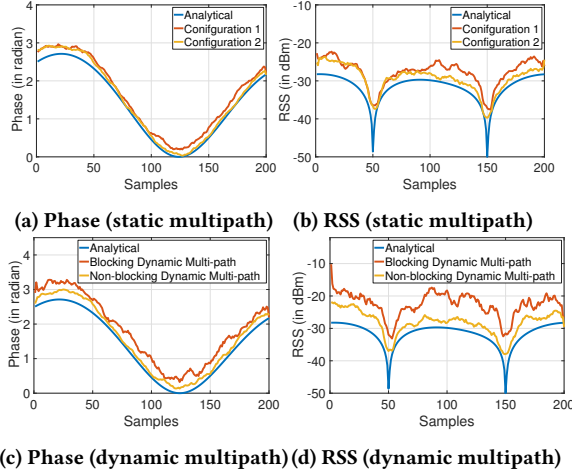 4
3
2
1
0
Phase (in radian)
0 50 100 150 200
Samples
Analytical
Conifguration 1
Configuration 2
-10
-20
-30
-40
-50
RSS (in dBm)
0 50 100 150 200
Samples
Analytical
Conifguration 1
Configuration 2
(a) Phase (static multipath) (b) RSS (static multipath)
4
3
2
1
0
Phase (in radian)
0 50 100 150 200
Samples
Analytical
Blocking Dynamic Multi-path
Non-blocking Dynamic Multi-path
-10
-20
-30
-40
-50
RSS (in dBm)
0 50 100 150 200
Samples
Analytical
Blocking Dynamic Multi-path
Non-blocking Dynamic Multi-path
(c) Phase (dynamic multipath) (d) RSS (dynamic multipath)